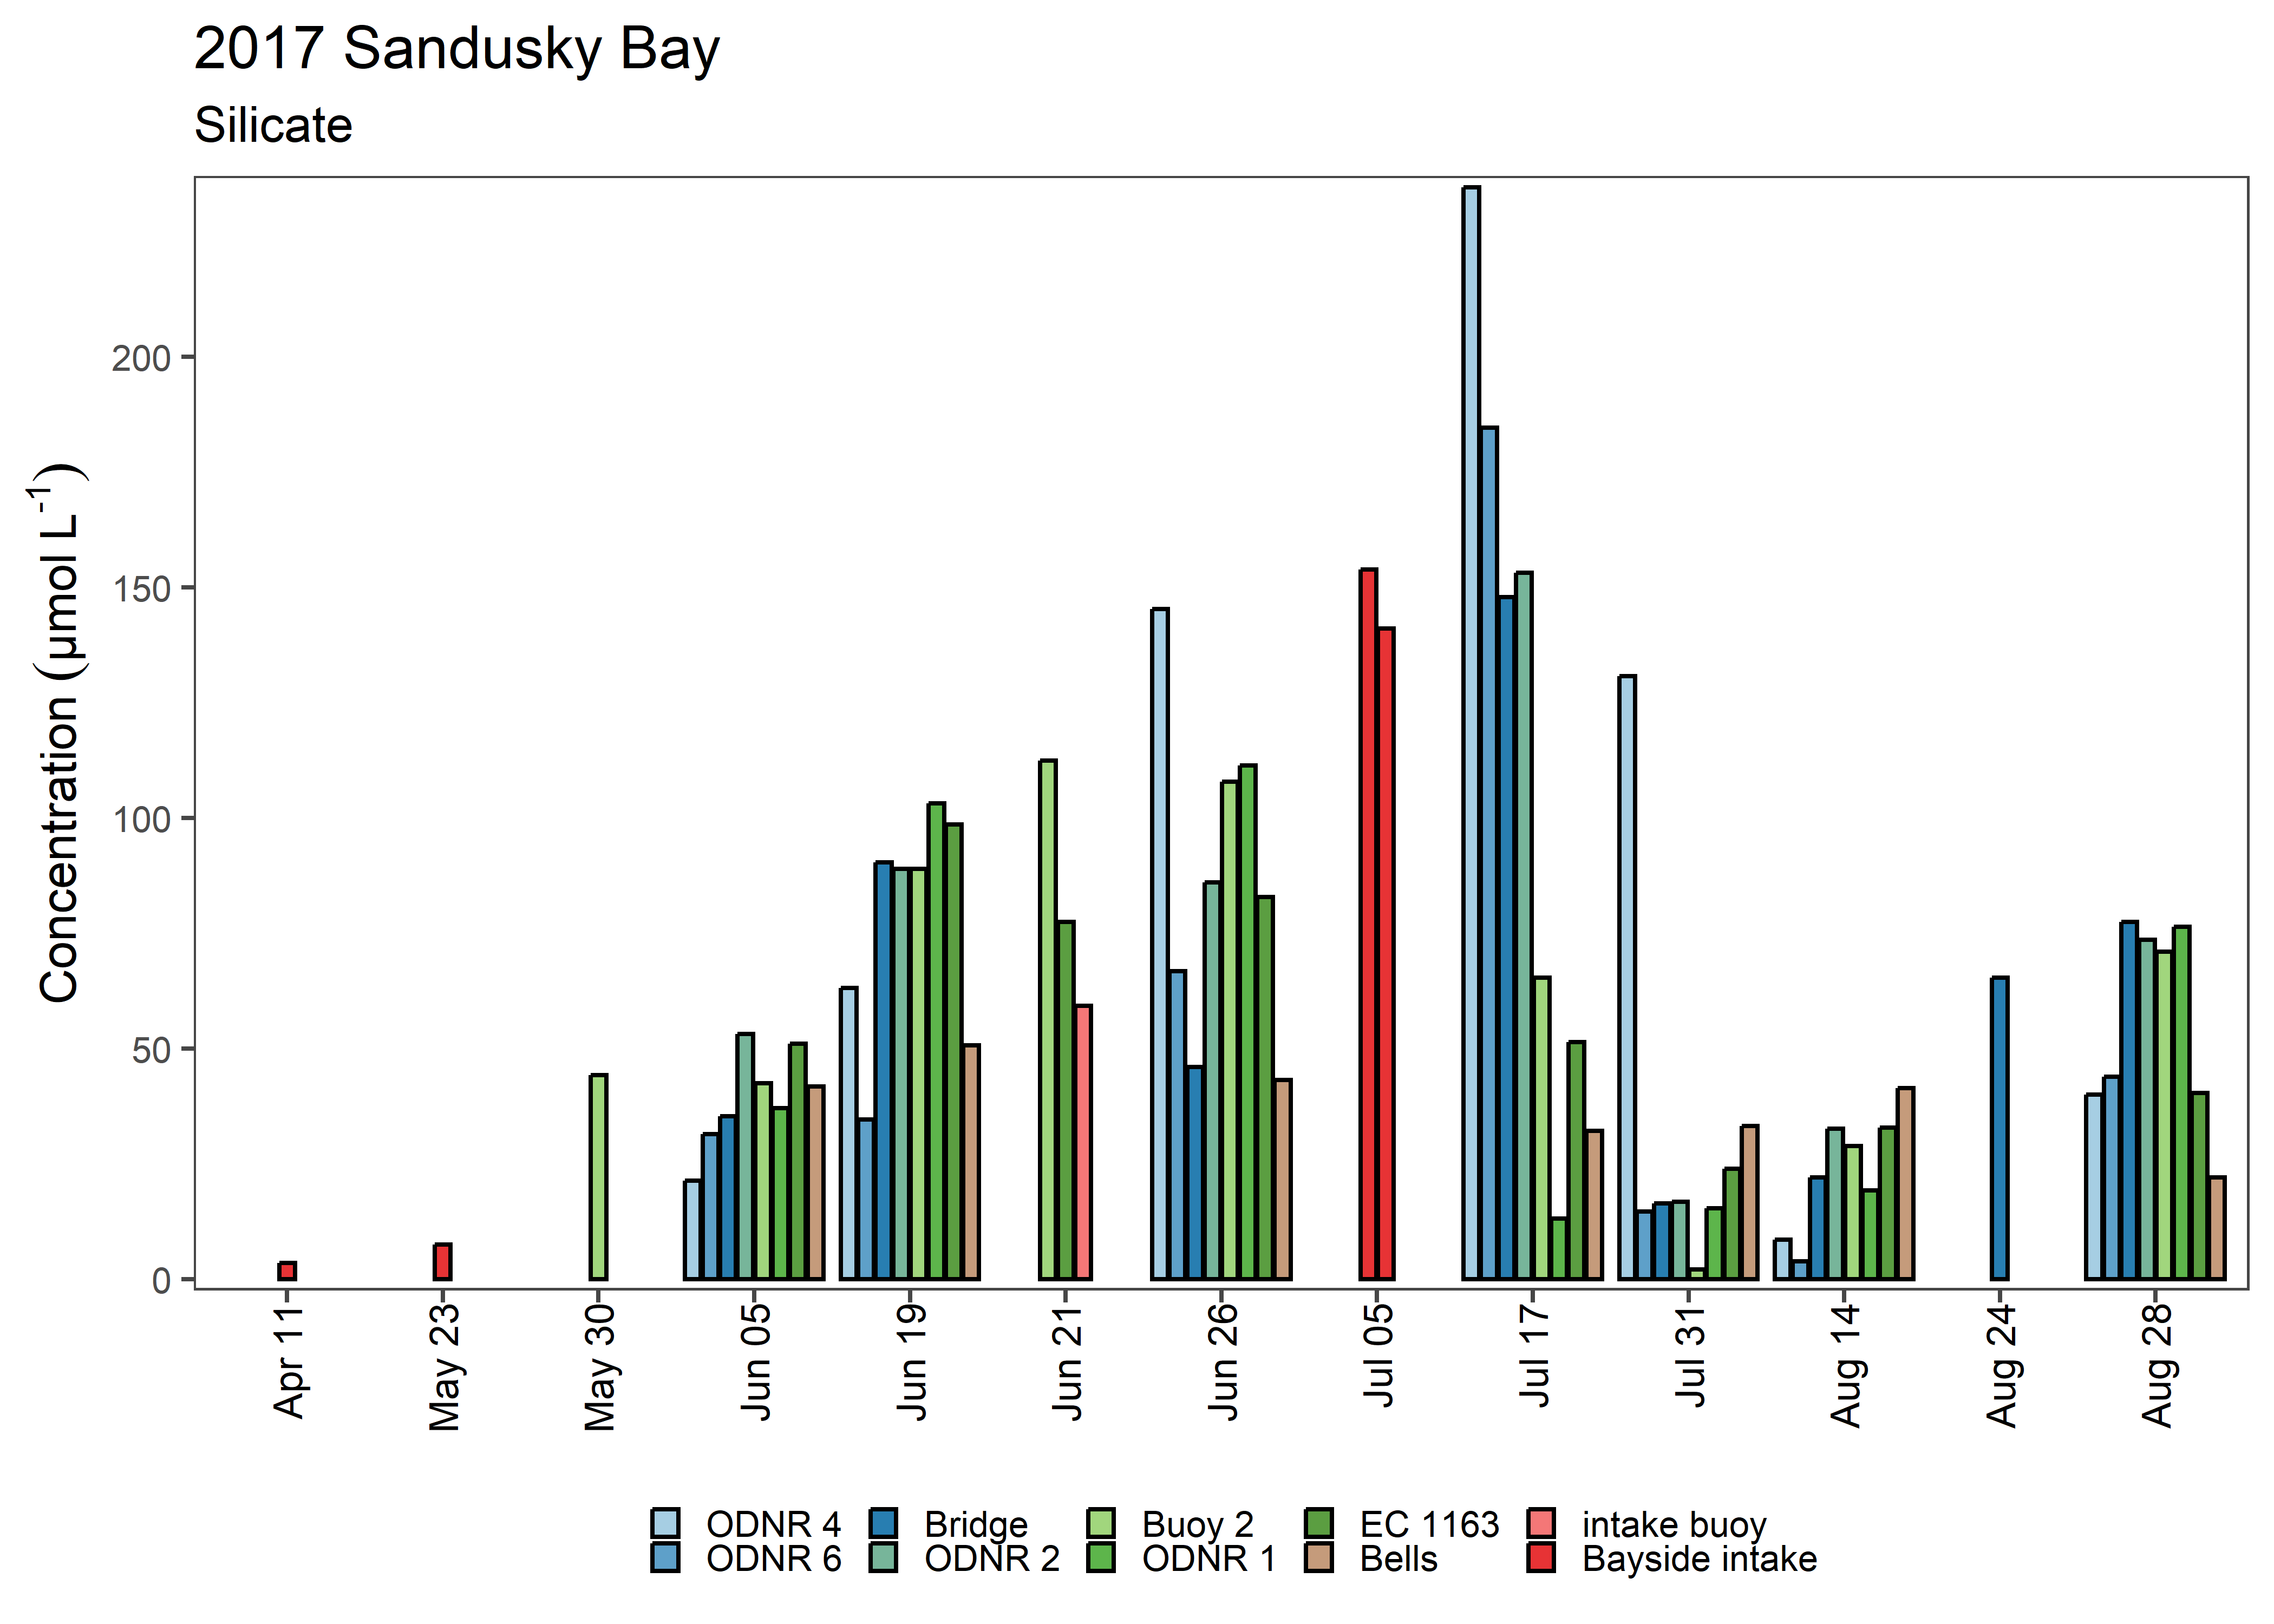 2017 Sandusky Bay
Silicate
Concentration (µmol L⁻¹)
200
150
100
50
0
Apr 11
May 23
May 30
Jun 05
Jun 19
Jun 21
Jun 26
Jul 05
Jul 17
Jul 31
Aug 14
Aug 24
Aug 28
ODNR 4 Bridge Buoy 2 EC 1163 intake buoy
ODNR 6 ODNR 2 ODNR 1 Bells Bayside intake